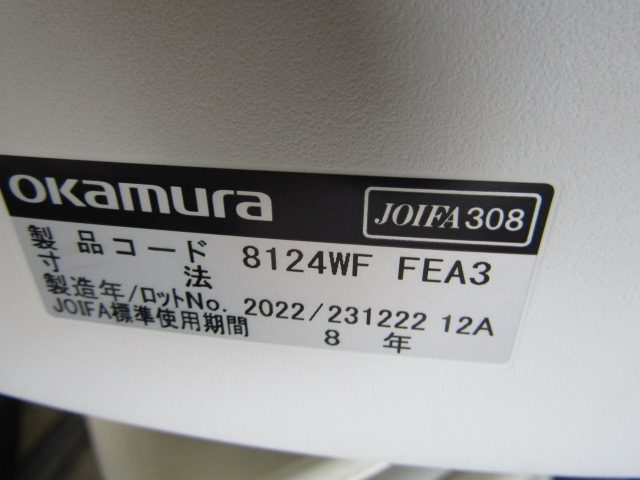 okamura
JOIFA308
製品コード 8124WF FEA3
寸法
製造年/ロットNo. 2022/231222 12A
JOIFA標準使用期間 8 年